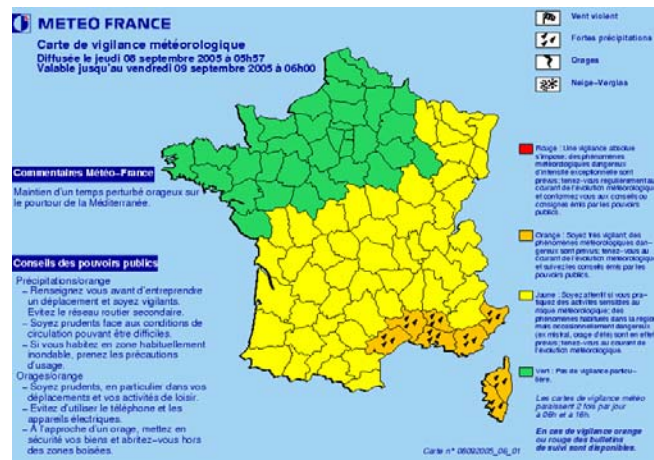 METEO FRANCE
Carte de vigilance météorologique
Diffusée le jeudi 08 septembre 2005 à 05h57
Valable jusqu'au vendredi 09 septembre 2005 à 06h00
Commentaires Météo-France
Maintien d'un temps perturbé orageux sur
le pourtour de la Méditerranée.
Conseils des pouvoirs publics
Précipitations/orange
- Renseignez vous avant d'entreprendre
un déplacement et soyez vigilants.
Evitez le réseau routier secondaire.
- Soyez prudents face aux conditions de
circulation pouvant être difficiles.
- Si vous habitez en zone habituellement
inondable, prenez les précautions
d'usage.
Orages/orange
- Soyez prudents, en particulier dans vos
déplacements et vos activités de loisir.
- Evitez d'utiliser le téléphone et les
appareils électriques.
- A l'approche d'un orage, mettez en
sécurité vos biens et abritez-vous hors
des zones boisées.
Vent violent
Fortes précipitations
Orages
Neige-Verglas
Rouge : Une vigilance absolue
s'impose; des phénomènes
météorologiques dangereux
d'intensité exceptionnelle sont
prévus; tenez-vous régulièrement au
courant de l'évolution météorologique
et conformez vous aux conseils ou
consignes émis par les pouvoirs
publics.
Orange : Soyez très vigilant; des
phénomènes météorologiques dan-
gereux sont prévus; tenez-vous au
courant de l'évolution météorologique
et suivez les conseils émis par les
pouvoirs publics.
Jaune : Soyez attentif si vous pra-
tiquez des activités sensibles au
risque météorologique; des
phénomènes habituels dans la région
mais occasionnellement dangereux
(ex mistral, orage d'été) sont en effet
prévus; tenez-vous au courant de
l'évolution météorologique.
Vert : Pas de vigilance particu-
lière.
Les cartes de vigilance météo
paraissent 2 fois par jour
à 06h et à 16h.
En cas de vigilance orange
ou rouge des bulletins
de suivi sont disponibles.
Carte n° 08092005_06_01